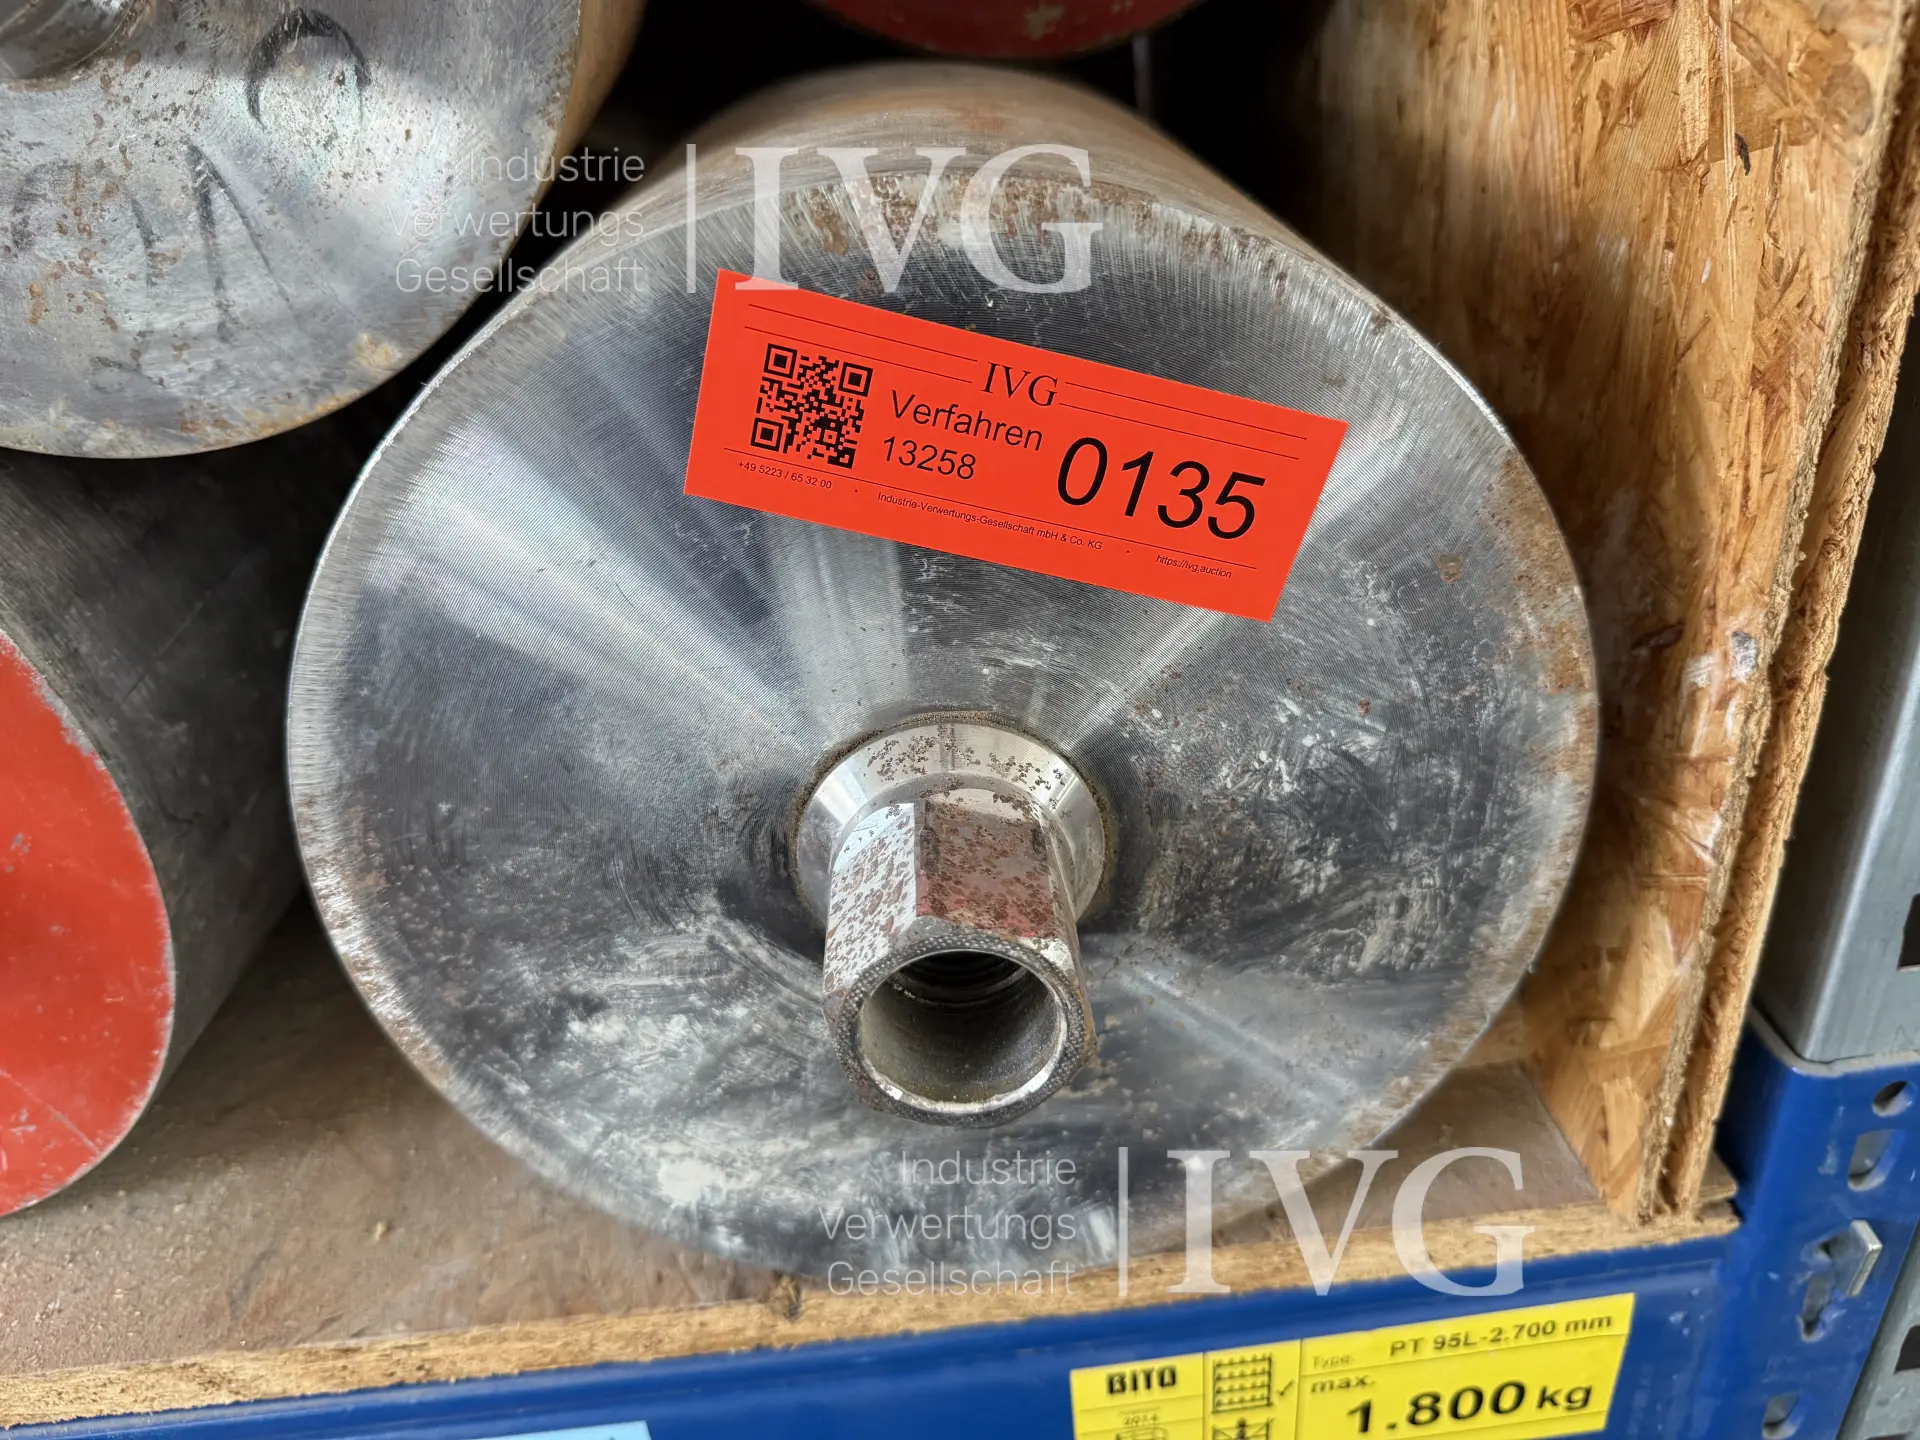 Industrie
Verwertungs
Gesellschaft
IVG
IVG
Verfahren
13258
0135
+49 5223 / 65 32 00 • Industrie-Verwertungs-Gesellschaft mbH & Co. KG • https://ivg.auction
Industrie
Verwertungs
Gesellschaft
IVG
BITO
Type: PT 95L-2.700 mm
max.
1.800 kg